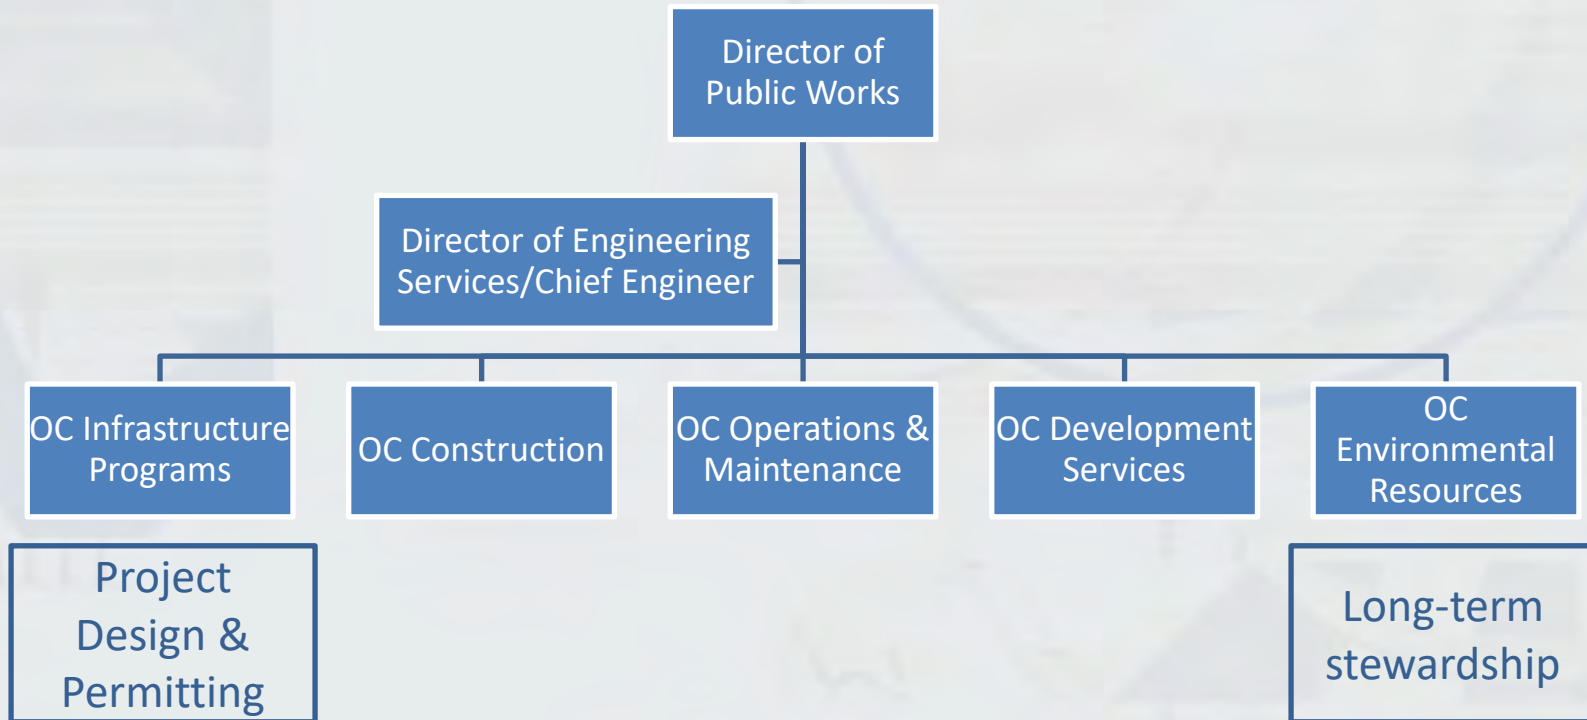 Director of
Public Works
Director of Engineering
Services/Chief Engineer
OC Infrastructure
Programs
OC Construction
OC Operations &
Maintenance
OC Development
Services
OC
Environmental
Resources
Project
Design &
Permitting
Long-term
stewardship